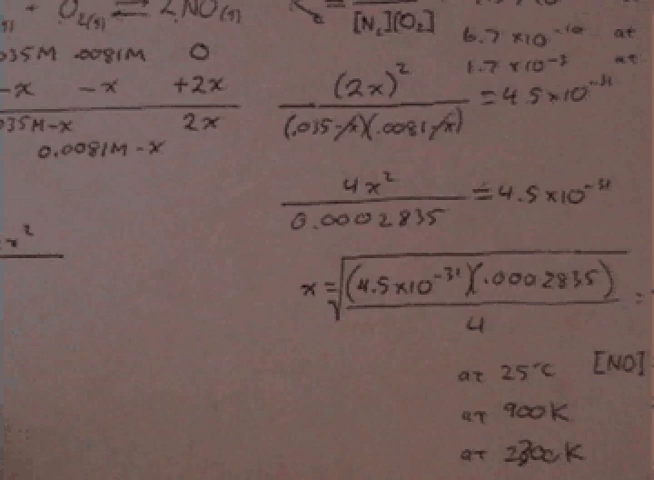 + O2(g) ⇌ 2NO(g)
[N2][O2]
035M .0081M 0
6.7 x10^-10 at
-x -x +2x
1.7 x10^-3 at
(2x)^2 = 4.5x10^-31
035M-x 2x
(.035-x)(.0081-x)
0.0081M-x
4x^2 = 4.5x10^-31
0.0002835
x^2
x = √(4.5x10^-31)(.0002835) =
4
at 25°C [NO]
at 900K
at 2300K